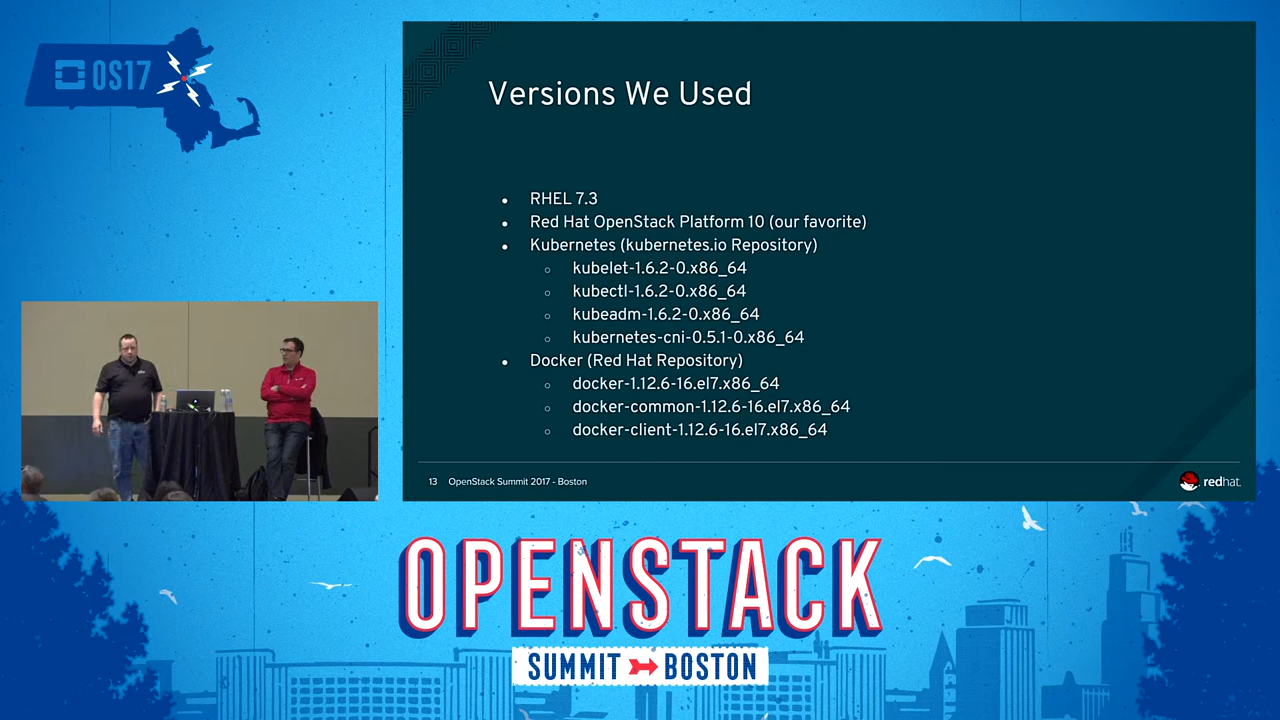 OS17
Versions We Used
• RHEL 7.3
• Red Hat OpenStack Platform 10 (our favorite)
• Kubernetes (kubernetes.io Repository)
○ kubelet-1.6.2-0.x86_64
○ kubectl-1.6.2-0.x86_64
○ kubeadm-1.6.2-0.x86_64
○ kubernetes-cni-0.5.1-0.x86_64
• Docker (Red Hat Repository)
○ docker-1.12.6-16.el7.x86_64
○ docker-common-1.12.6-16.el7.x86_64
○ docker-client-1.12.6-16.el7.x86_64
13 OpenStack Summit 2017 - Boston
redhat.
OPENSTACK
SUMMIT BOSTON